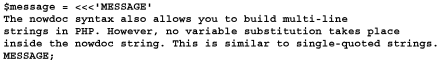 $message = <<<'MESSAGE'
The nowdoc syntax also allows you to build multi-line
strings in PHP. However, no variable substitution takes place
inside the nowdoc string. This is similar to single-quoted strings.
MESSAGE;